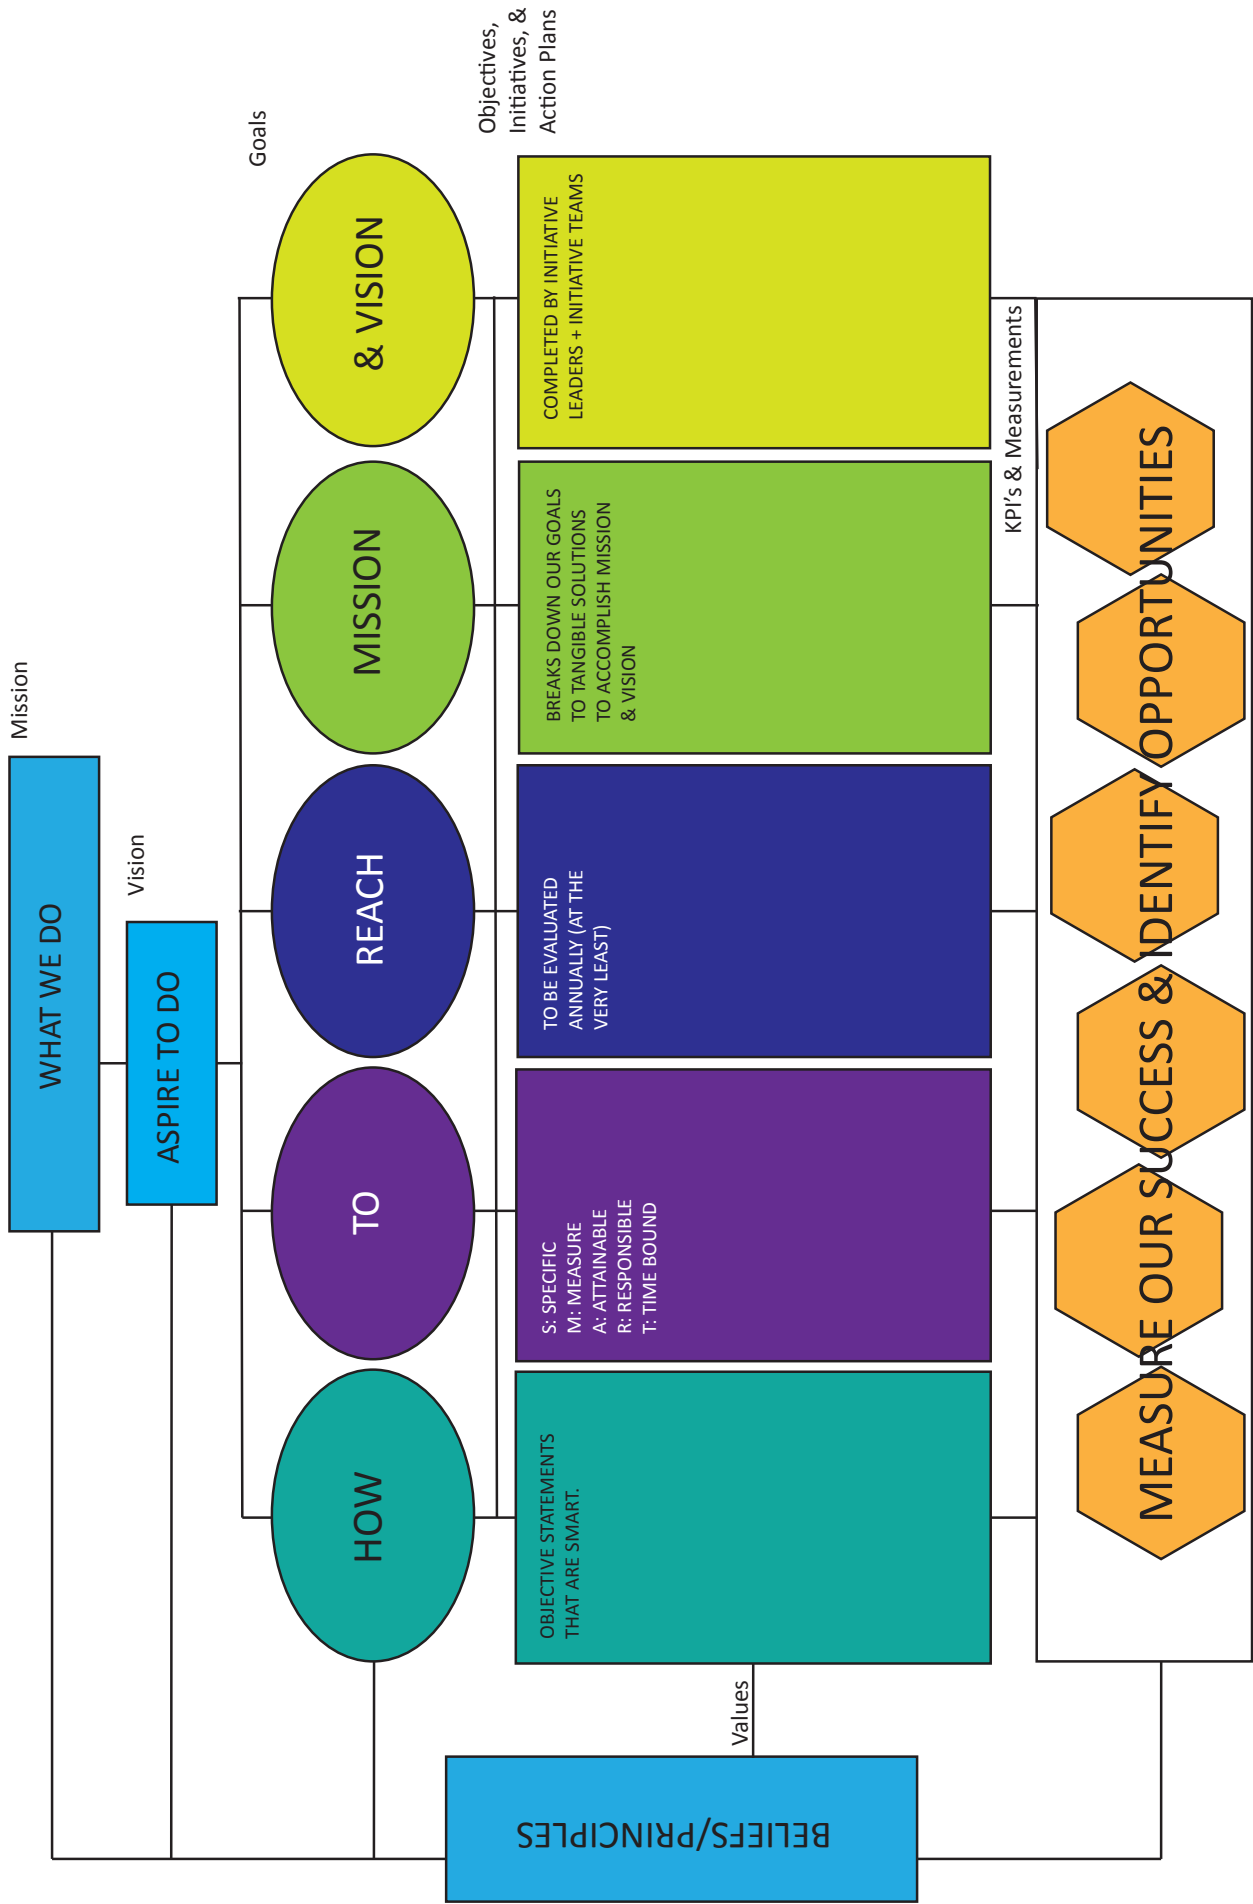 Mission
WHAT WE DO
Vision
ASPIRE TO DO
Goals
HOW
TO
REACH
MISSION
& VISION
Objectives,
Initiatives, &
Action Plans
OBJECTIVE STATEMENTS
THAT ARE SMART.
S: SPECIFIC
M: MEASURE
A: ATTAINABLE
R: RESPONSIBLE
T: TIME BOUND
TO BE EVALUATED
ANNUALLY (AT THE
VERY LEAST)
BREAKS DOWN OUR GOALS
TO TANGIBLE SOLUTIONS
TO ACCOMPLISH MISSION
& VISION
COMPLETED BY INITIATIVE
LEADERS + INITIATIVE TEAMS
Values
BELIEFS/PRINCIPLES
KPI's & Measurements
MEASURE OUR SUCCESS & IDENTIFY OPPORTUNITIES